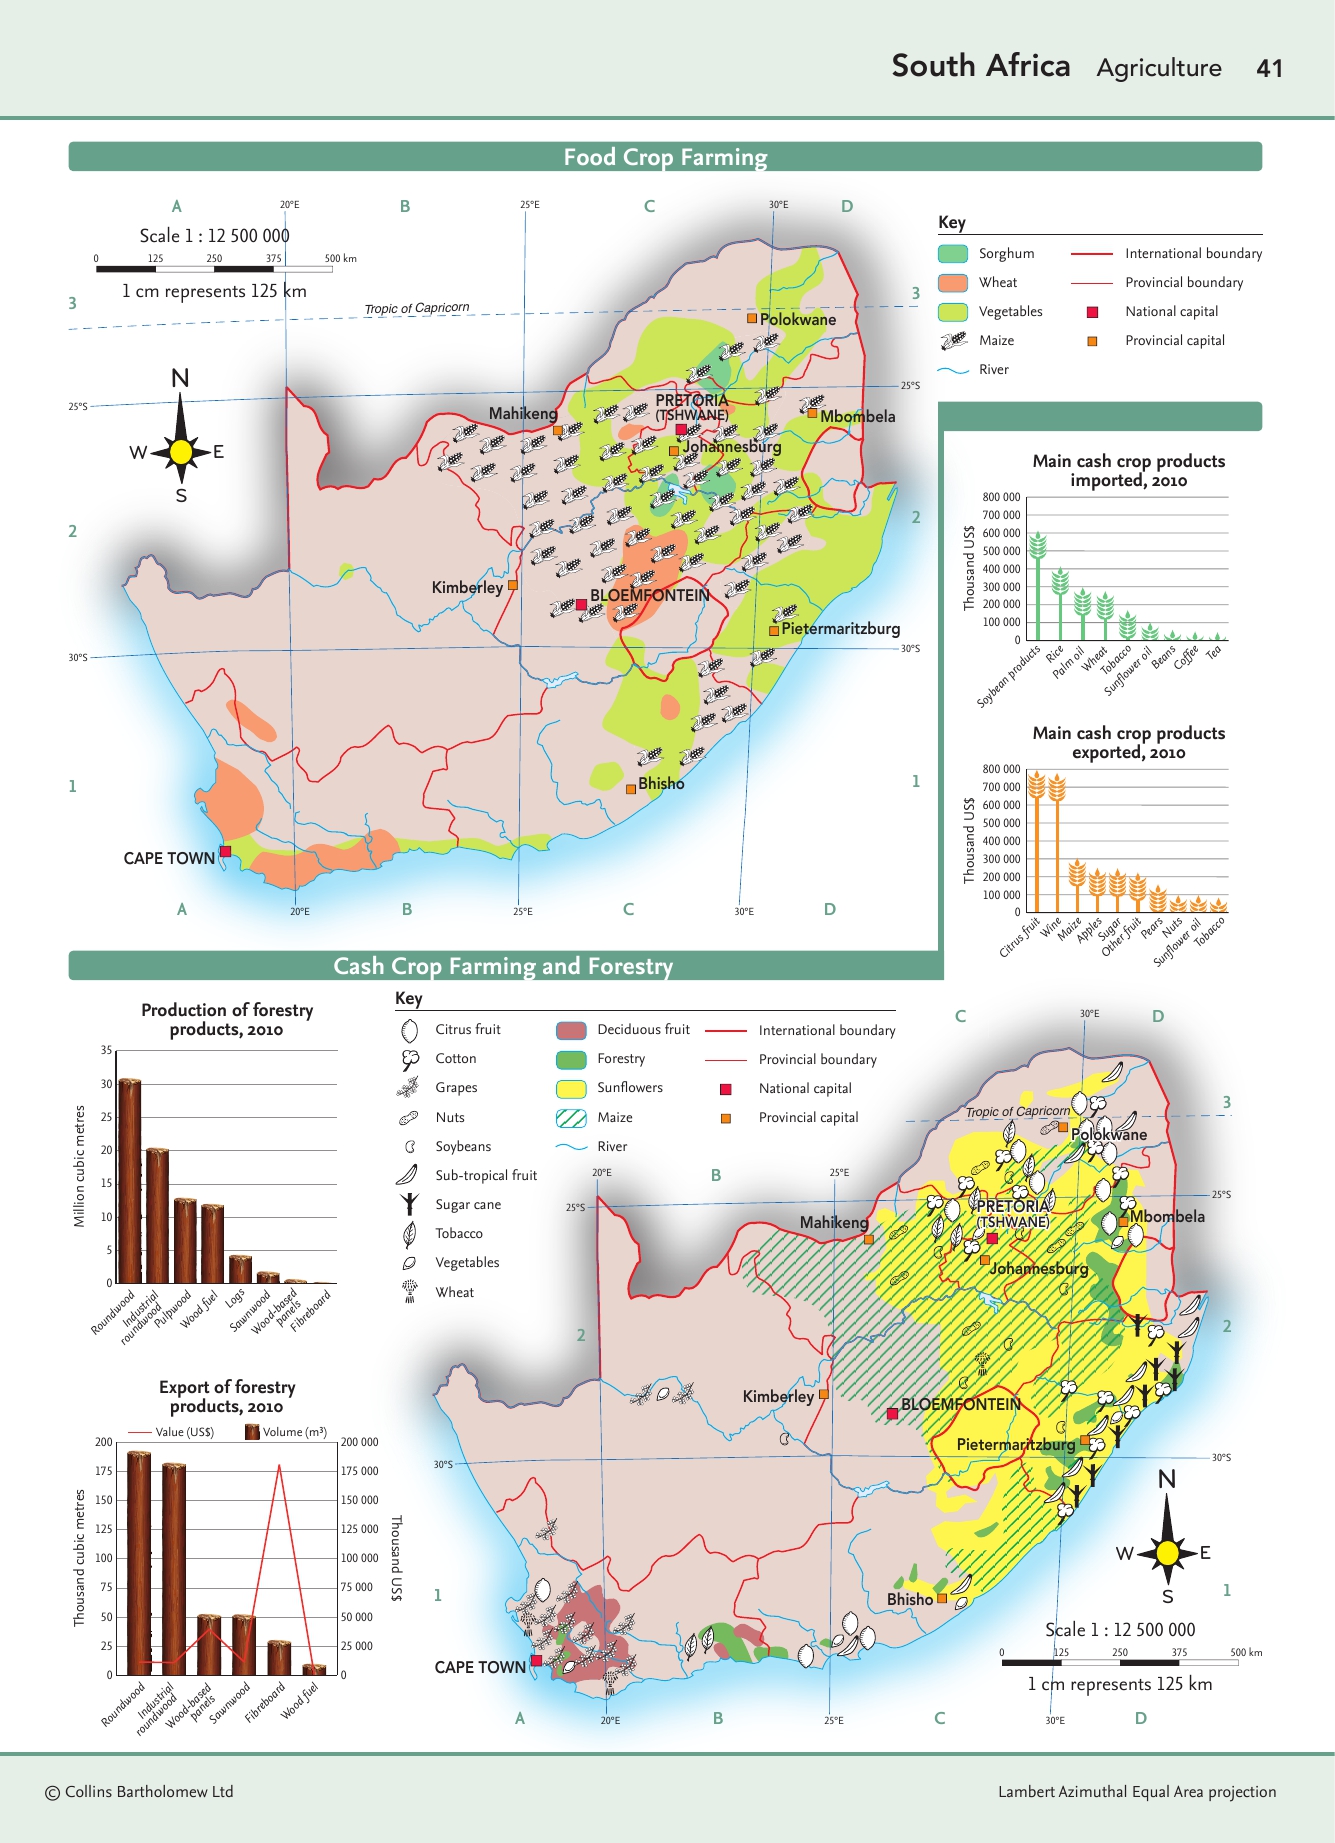 South Africa Agriculture 41
Food Crop Farming
A 20°E B 25°E C 30°E D
Scale 1 : 12 500 000
0 125 250 375 500 km
1 cm represents 125 km
3
3
Tropic of Capricorn
Polokwane
N
W E
S
25°S
25°S
PRETORIA
(TSHWANE)
Mahikeng
Mbombela
Johannesburg
2
2
Kimberley
BLOEMFONTEIN
Pietermaritzburg
30°S
30°S
1
1
Bhisho
CAPE TOWN
A 20°E B 25°E C 30°E D
Key
Sorghum
Wheat
Vegetables
Maize
River
International boundary
Provincial boundary
National capital
Provincial capital
Main cash crop products
imported, 2010
Thousand US$
800 000
700 000
600 000
500 000
400 000
300 000
200 000
100 000
0
Soybean products
Rice
Palm oil
Wheat
Tobacco
Sunflower oil
Beans
Coffee
Tea
Main cash crop products
exported, 2010
Thousand US$
800 000
700 000
600 000
500 000
400 000
300 000
200 000
100 000
0
Citrus fruit
Wine
Maize
Apples
Sugar
Other fruit
Pears
Nuts
Sunflower oil
Tobacco
Cash Crop Farming and Forestry
Production of forestry
products, 2010
Million cubic metres
35
30
25
20
15
10
5
0
Roundwood
Industrial
roundwood
Pulpwood
Wood fuel
Logs
Sawnwood
Wood-based
panels
Fibreboard
Export of forestry
products, 2010
Value (US$)
Volume (m³)
Thousand cubic metres
200
175
150
125
100
75
50
25
0
200 000
175 000
150 000
125 000
100 000
75 000
50 000
25 000
0
Thousand US$
Roundwood
Industrial
roundwood
Wood-based
panels
Sawnwood
Fibreboard
Wood fuel
Key
Citrus fruit
Cotton
Grapes
Nuts
Soybeans
Sub-tropical fruit
Sugar cane
Tobacco
Vegetables
Wheat
Deciduous fruit
Forestry
Sunflowers
Maize
River
International boundary
Provincial boundary
National capital
Provincial capital
C 30°E D
3
Tropic of Capricorn
Polokwane
20°E B 25°E
25°S
25°S
PRETORIA
(TSHWANE)
Mahikeng
Mbombela
Johannesburg
2
2
Kimberley
BLOEMFONTEIN
Pietermaritzburg
30°S
30°S
N
W E
S
1
1
Bhisho
CAPE TOWN
Scale 1 : 12 500 000
0 125 250 375 500 km
1 cm represents 125 km
A 20°E B 25°E C 30°E D
© Collins Bartholomew Ltd
Lambert Azimuthal Equal Area projection